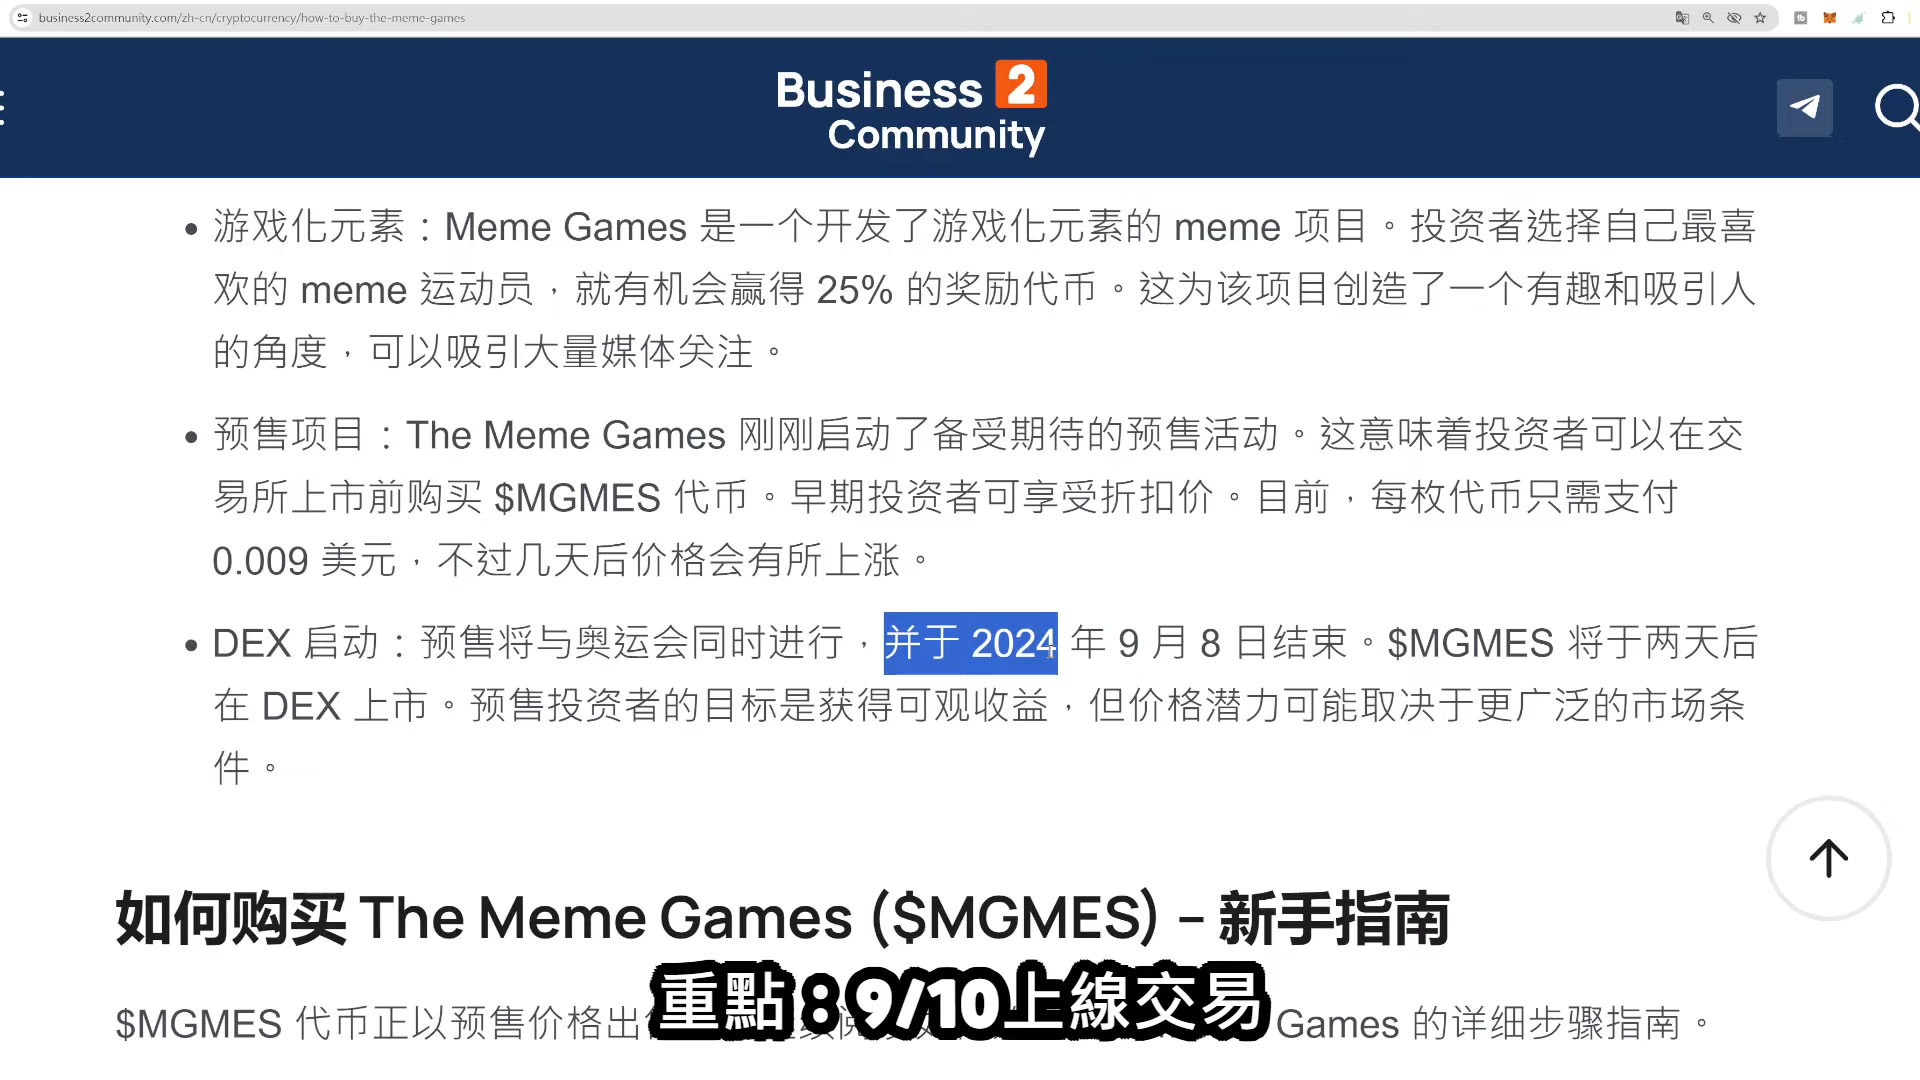 business2community.com/zh-cn/cryptocurrency/how-to-buy-the-meme-games
Business 2
Community
游戏化元素：Meme Games 是一个开发了游戏化元素的 meme 项目。投资者选择自己最喜
欢的 meme 运动员，就有机会赢得 25% 的奖励代币。这为该项目创造了一个有趣和吸引人
的角度，可以吸引大量媒体关注。
预售项目：The Meme Games 刚刚启动了备受期待的预售活动。这意味着投资者可以在交
易所上市前购买 $MGMES 代币。早期投资者可享受折扣价。目前，每枚代币只需支付
0.009 美元，不过几天后价格会有所上涨。
DEX 启动：预售将与奥运会同时进行，并于 2024 年 9 月 8 日结束。$MGMES 将于两天后
在 DEX 上市。预售投资者的目标是获得可观收益，但价格潜力可能取决于更广泛的市场条
件。
如何购买 The Meme Games ($MGMES) – 新手指南
$MGMES 代币正以预售价格出 Games 的详细步骤指南。
重點 8 9/10上線交易